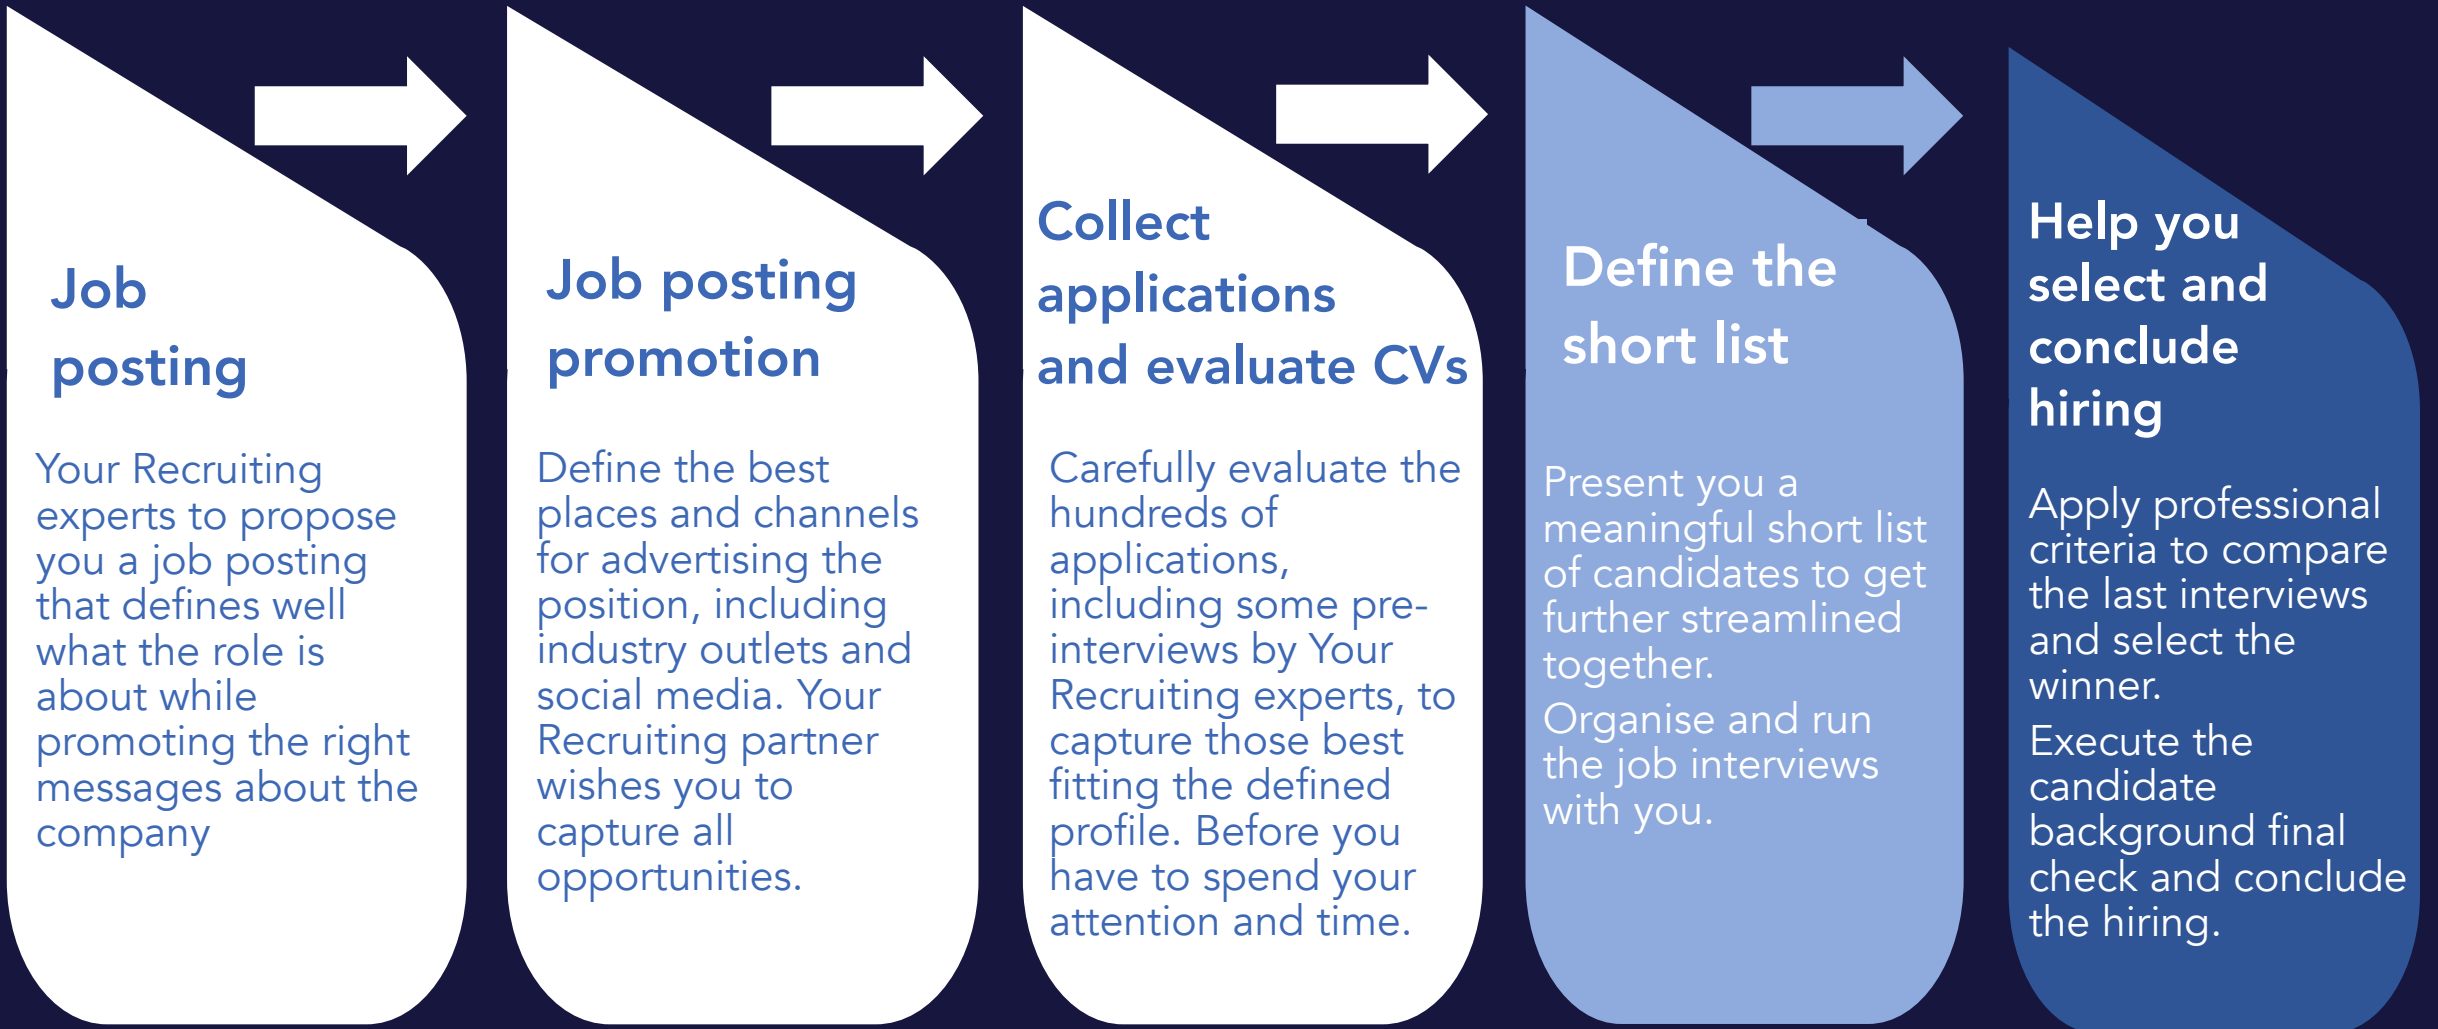 Job
posting
Your Recruiting
experts to propose
you a job posting
that defines well
what the role is
about while
promoting the right
messages about the
company
Job posting
promotion
Define the best
places and channels
for advertising the
position, including
industry outlets and
social media. Your
Recruiting partner
wishes you to
capture all
opportunities.
Collect
applications
and evaluate CVs
Carefully evaluate the
hundreds of
applications,
including some pre-
interviews by Your
Recruiting experts, to
capture those best
fitting the defined
profile. Before you
have to spend your
attention and time.
Define the
short list
Present you a
meaningful short list
of candidates to get
further streamlined
together.
Organise and run
the job interviews
with you.
Help you
select and
conclude
hiring
Apply professional
criteria to compare
the last interviews
and select the
winner.
Execute the
candidate
background final
check and conclude
the hiring.